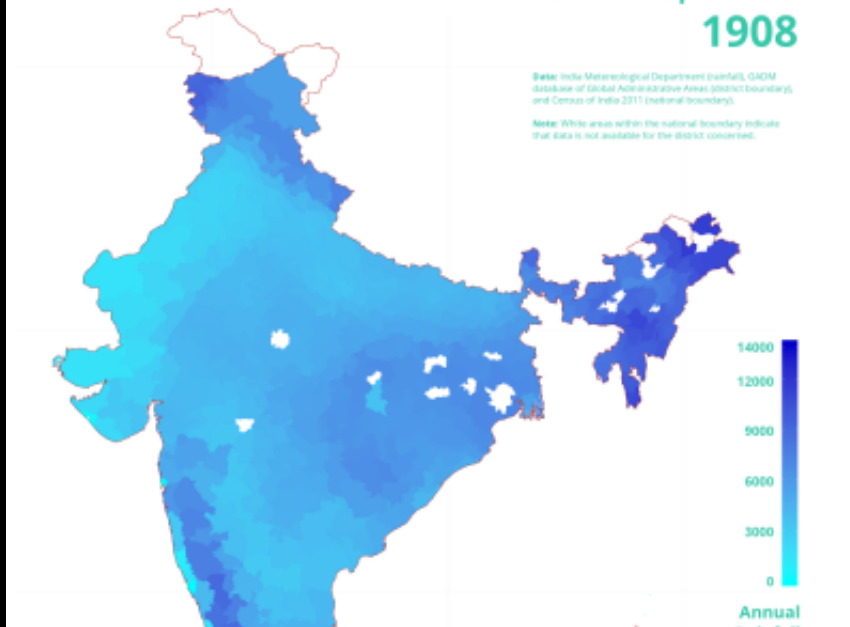 1908
Data: India Metereological Department (rainfall), GADM
database of Global Administrative Areas (district boundary),
and Census of India 2011 (national boundary).
Note: White areas within the national boundary indicate
that data is not available for the district concerned.
14000
12000
9000
6000
3000
0
Annual